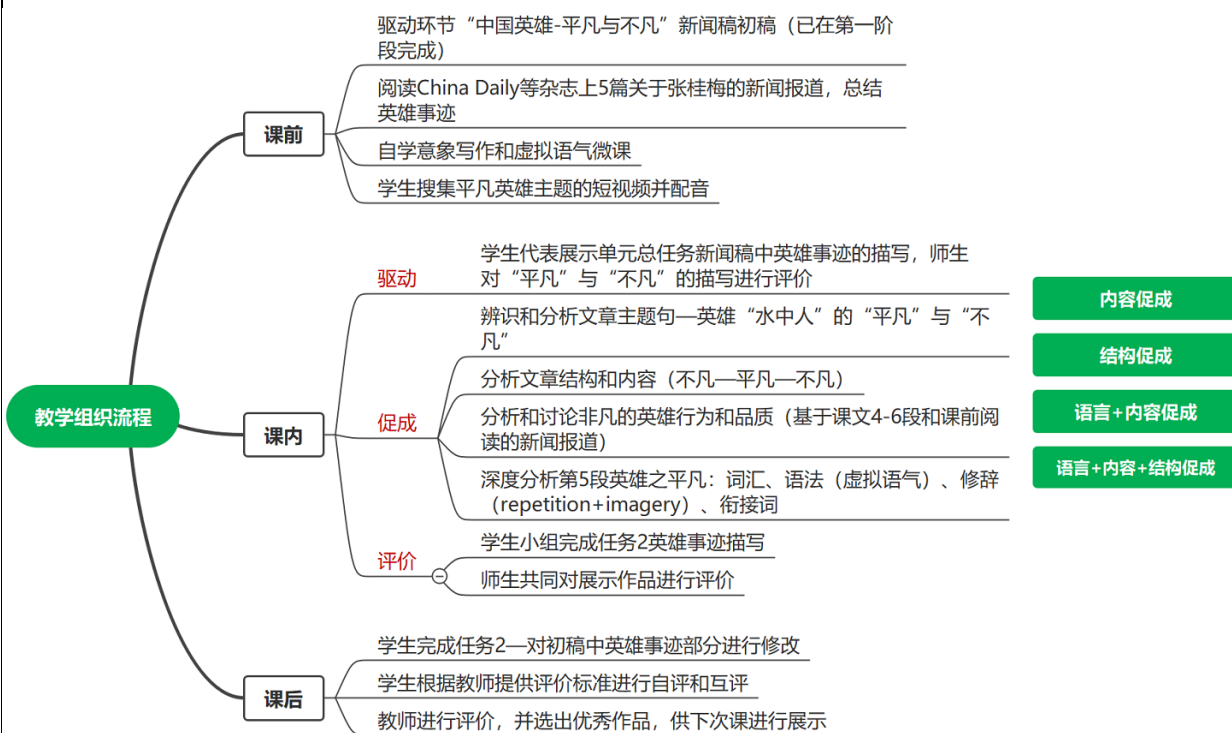 驱动环节“中国英雄-平凡与不凡”新闻稿初稿（已在第一阶
段完成）
阅读China Daily等杂志上5篇关于张桂梅的新闻报道，总结
英雄事迹
课前
自学意象写作和虚拟语气微课
学生搜集平凡英雄主题的短视频并配音
学生代表展示单元总任务新闻稿中英雄事迹的描写，师生
驱动
对“平凡”与“不凡”的描写进行评价
内容促成
辨识和分析文章主题句—英雄“水中人”的“平凡”与“不
凡”
结构促成
分析文章结构和内容（不凡—平凡—不凡）
教学组织流程
课内
促成
分析和讨论非凡的英雄行为和品质（基于课文4-6段和课前阅
读的新闻报道）
语言+内容促成
深度分析第5段英雄之平凡：词汇、语法（虚拟语气）、修辞
（repetition+imagery）、衔接词
语言+内容+结构促成
评价
学生小组完成任务2英雄事迹描写
师生共同对展示作品进行评价
学生完成任务2—对初稿中英雄事迹部分进行修改
课后
学生根据教师提供评价标准进行自评和互评
教师进行评价，并选出优秀作品，供下次课进行展示